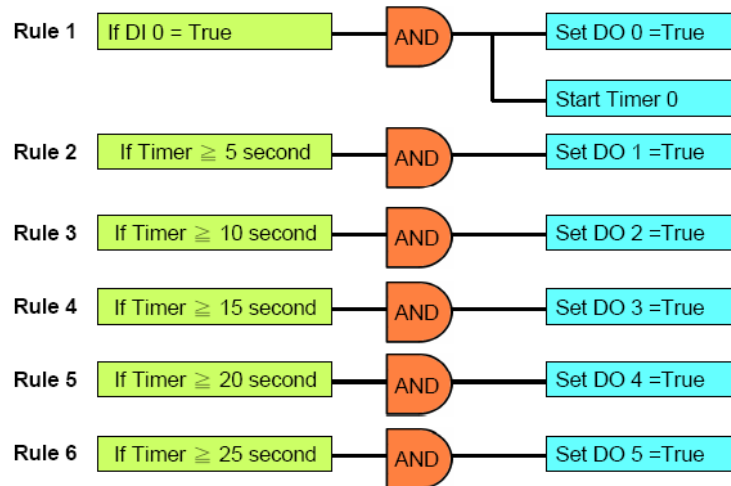 Rule 1
If DI 0 = True
AND
Set DO 0 =True
Start Timer 0
Rule 2
If Timer ≧ 5 second
AND
Set DO 1 =True
Rule 3
If Timer ≧ 10 second
AND
Set DO 2 =True
Rule 4
If Timer ≧ 15 second
AND
Set DO 3 =True
Rule 5
If Timer ≧ 20 second
AND
Set DO 4 =True
Rule 6
If Timer ≧ 25 second
AND
Set DO 5 =True